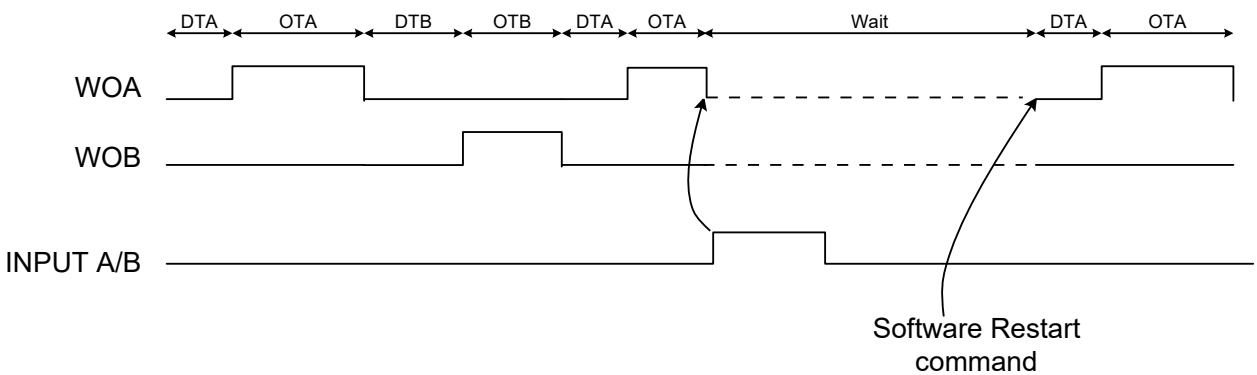 DTA OTA DTB OTB DTA OTA Wait DTA OTA
WOA
WOB
INPUT A/B
Software Restart
command